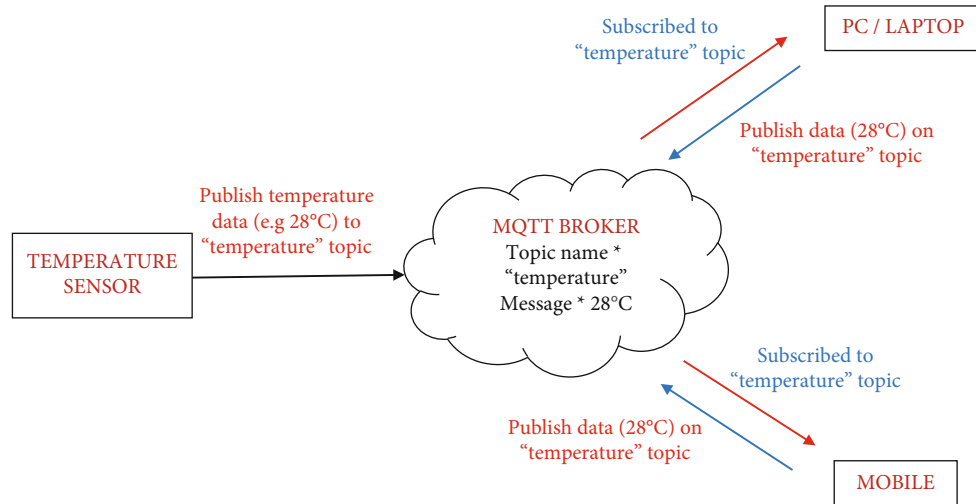 Subscribed to
“temperature” topic
PC / LAPTOP
Publish data (28°C) on
“temperature” topic
Publish temperature
data (e.g 28°C) to
“temperature” topic
TEMPERATURE
SENSOR
MQTT BROKER
Topic name *
“temperature”
Message * 28°C
Subscribed to
“temperature” topic
Publish data (28°C) on
“temperature” topic
MOBILE